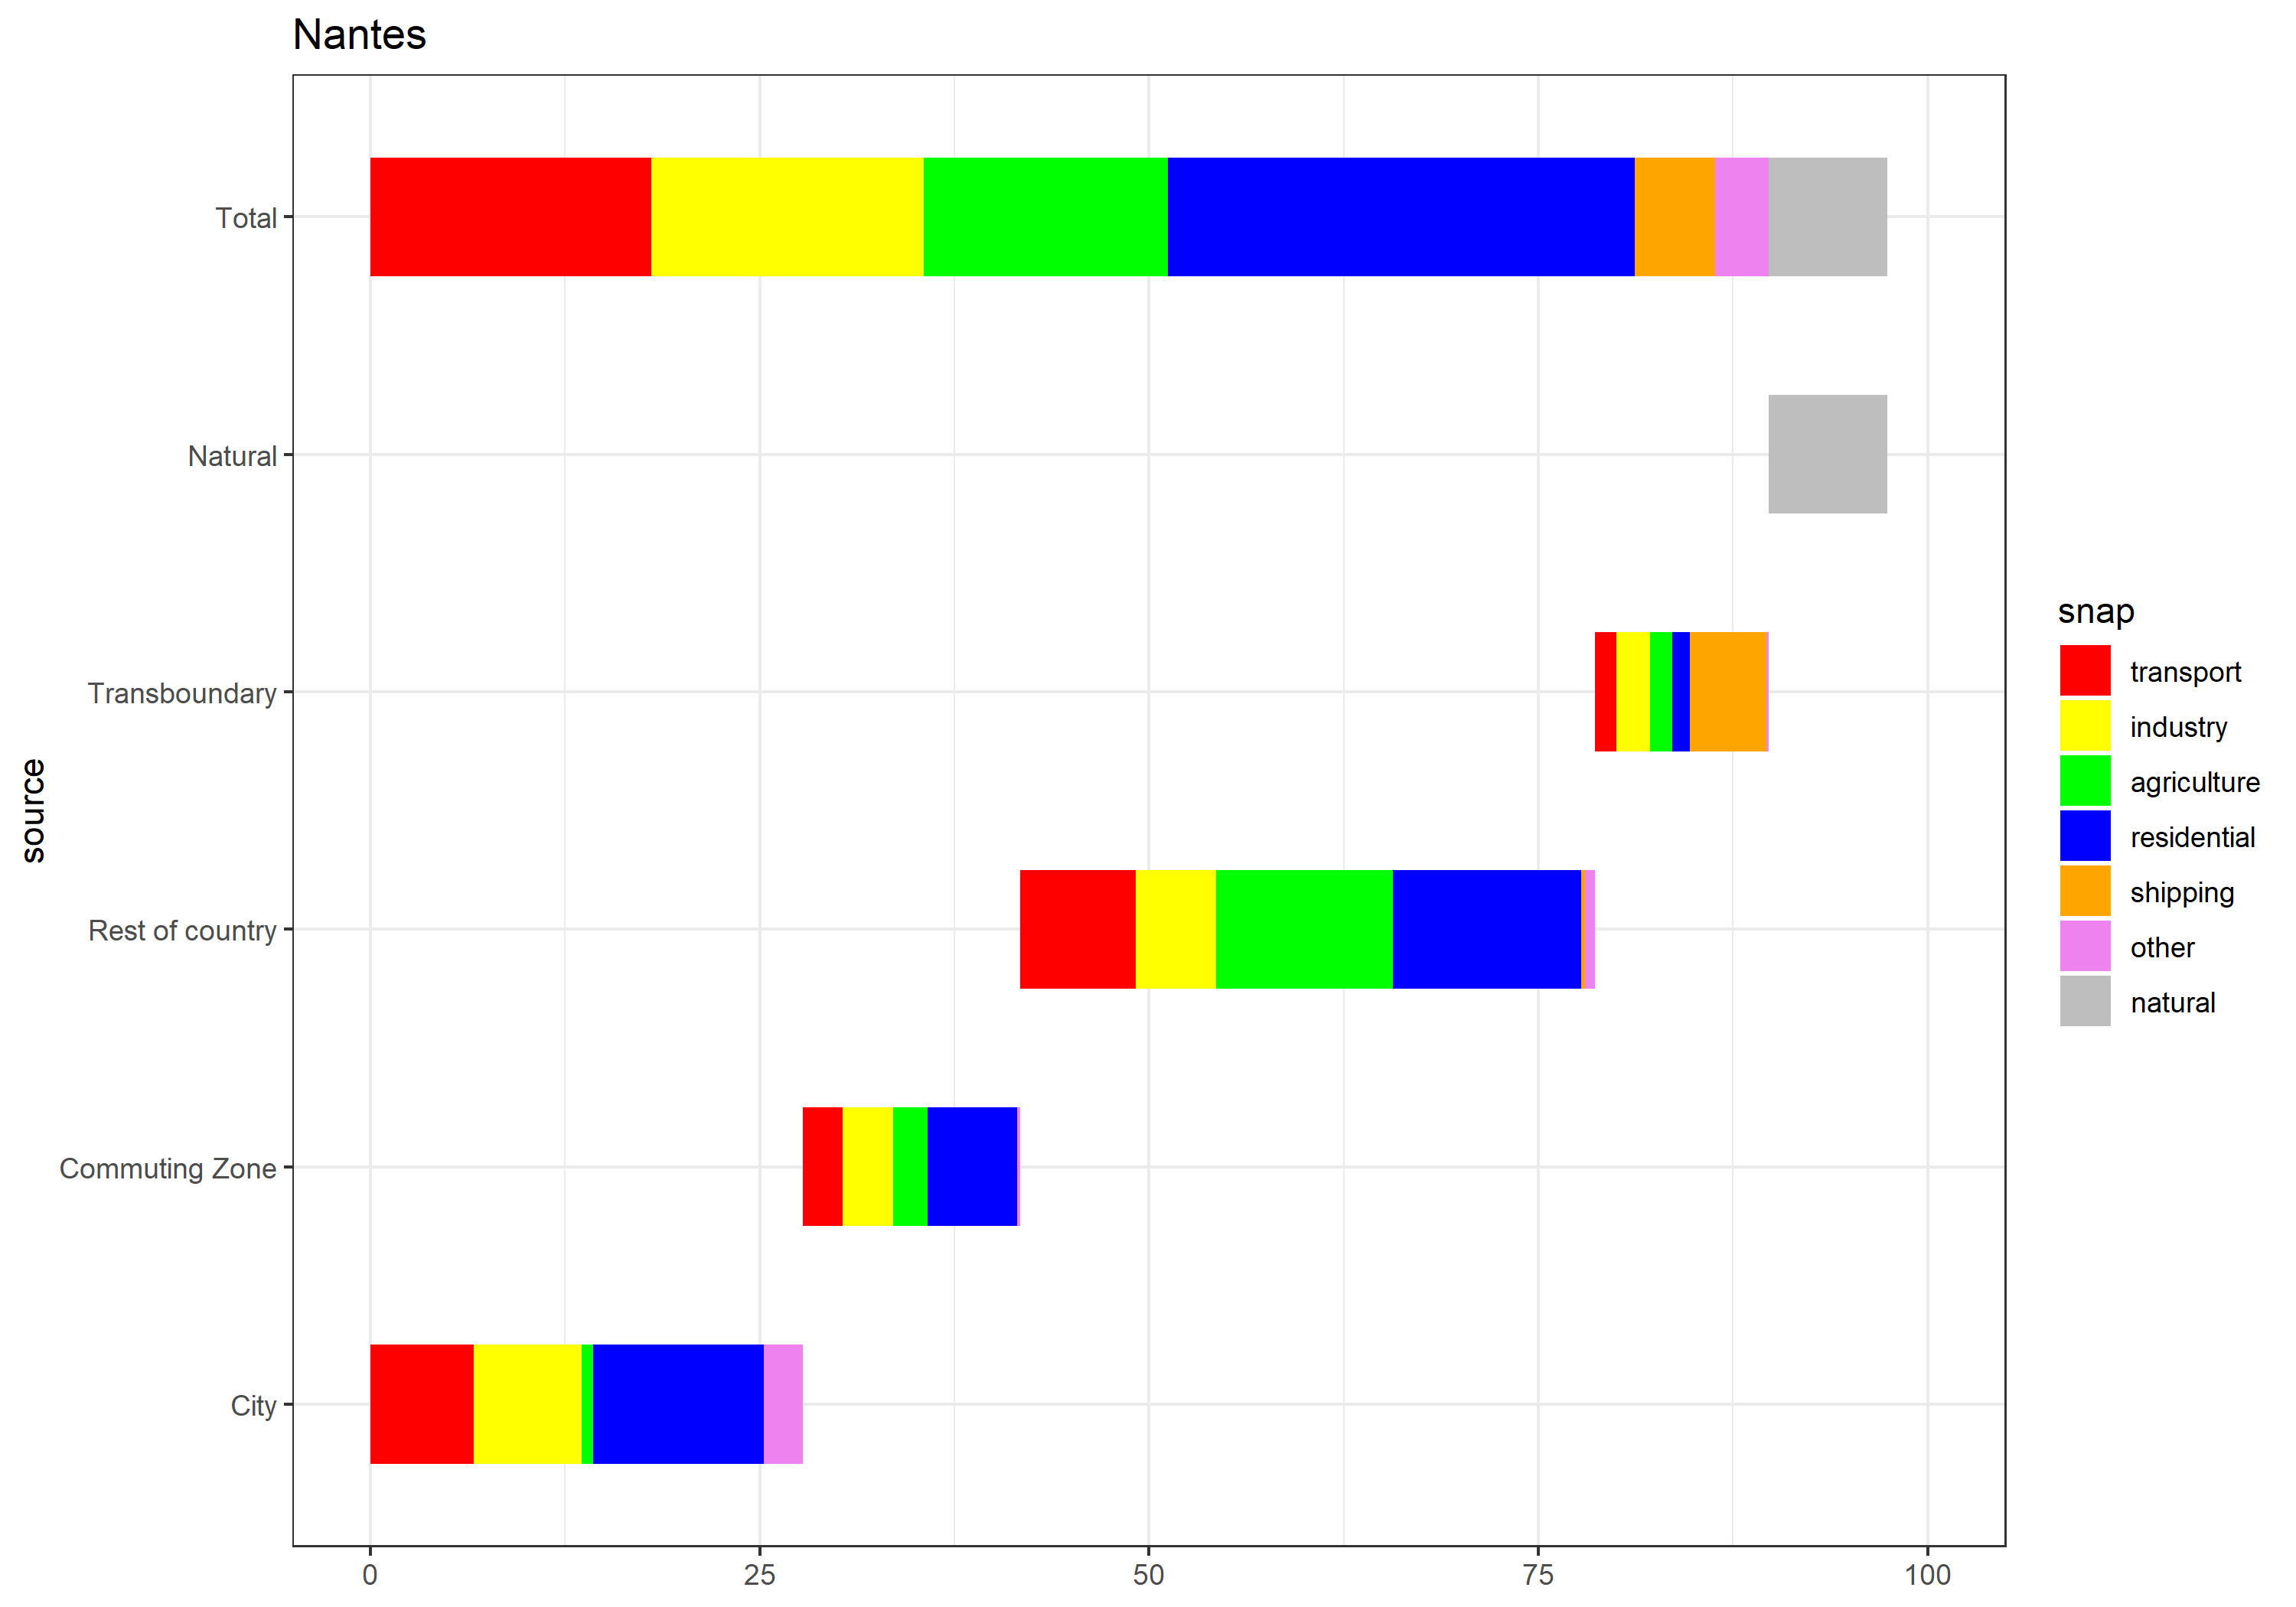 Nantes
source
Total
Natural
Transboundary
Rest of country
Commuting Zone
City
0 25 50 75 100
snap
transport
industry
agriculture
residential
shipping
other
natural